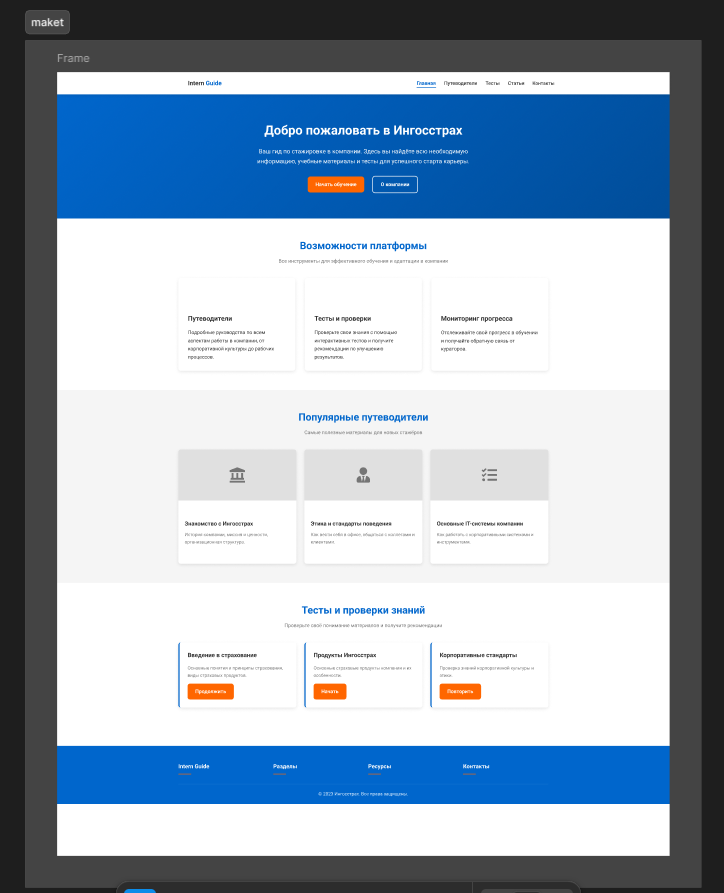 maket
Frame
Intern Guide
Главная Путеводители Тесты Статьи Контакты
Добро пожаловать в Ингосстрах
Ваш гид по стажировке в компании. Здесь вы найдёте всю необходимую
информацию, учебные материалы и тесты для успешного старта карьеры.
Начать обучение
О компании
Возможности платформы
Все инструменты для эффективного обучения и адаптации в компании
Путеводители
Подробные руководства по всем
аспектам работы в компании, от
корпоративной культуры до рабочих
процессов.
Тесты и проверки
Проверьте свои знания с помощью
интерактивных тестов и получите
рекомендации по улучшению
результатов.
Мониторинг прогресса
Отслеживайте свой прогресс в обучении
и получайте обратную связь от
кураторов.
Популярные путеводители
Самые полезные материалы для новых стажёров
Знакомство с Ингосстрах
История компании, миссия и ценности,
организационная структура.
Этика и стандарты поведения
Как вести себя в офисе, общаться с коллегами и
клиентами.
Основные IT-системы компании
Как работать с корпоративными системами и
инструментами.
Тесты и проверки знаний
Проверьте своё понимание материалов и получите рекомендации
Введение в страхование
Основные понятия и принципы страхования,
виды страховых продуктов.
Продолжить
Продукты Ингосстрах
Основные страховые продукты компании и их
особенности.
Начать
Корпоративные стандарты
Проверка знаний корпоративной культуры и
этики.
Повторить
Intern Guide
Разделы
Ресурсы
Контакты
© 2023 Ингосстрах. Все права защищены.